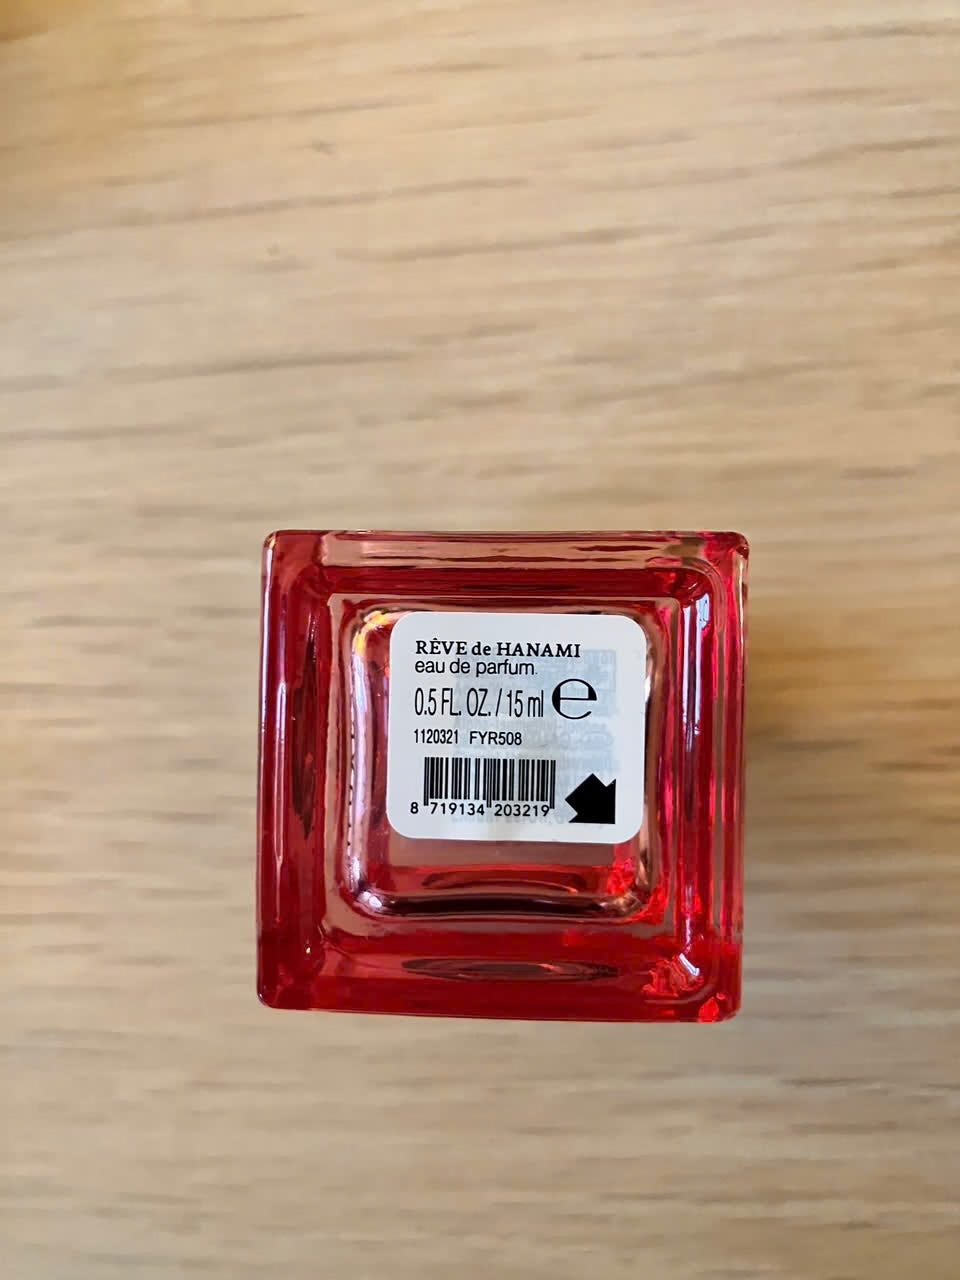 RÊVE de HANAMI
eau de parfum
0.5 FL. OZ. / 15 ml ℮
1120321 FYR508
8 719134 203219